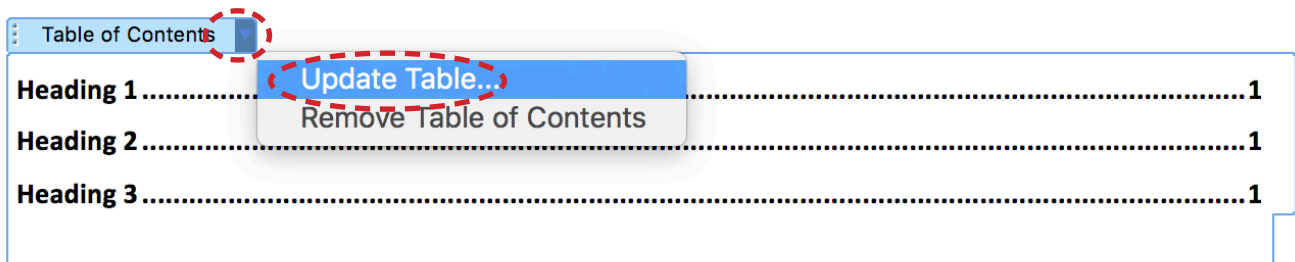 Table of Contents
Update Table...
Heading 1................................................................................................1
Remove Table of Contents
Heading 2................................................................................................1
Heading 3................................................................................................1